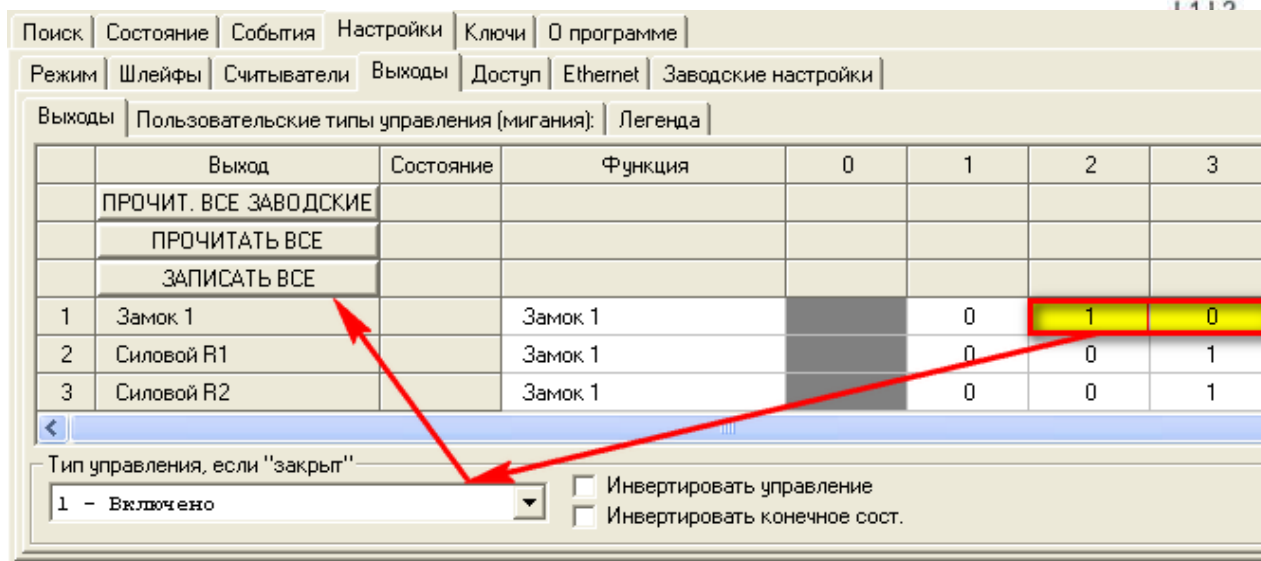 Поиск Состояние События Настройки Ключи О программе
Режим Шлейфы Считыватели Выходы Доступ Ethernet Заводские настройки
Выходы Пользовательские типы управления (мигания): Легенда
Выход Состояние Функция 0 1 2 3
ПРОЧИТ. ВСЕ ЗАВОДСКИЕ
ПРОЧИТАТЬ ВСЕ
ЗАПИСАТЬ ВСЕ
1 Замок 1 Замок 1 0 1 0
2 Силовой R1 Замок 1 0 0 1
3 Силовой R2 Замок 1 0 0 1
Тип управления, если "закрыт"
1 - Включено
Инвертировать управление
Инвертировать конечное сост.